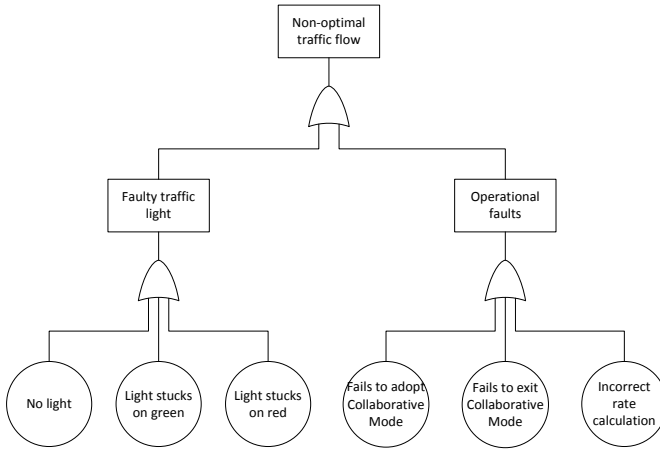 Non-optimal
traffic flow
Faulty traffic
light
Operational
faults
No light
Light stucks
on green
Light stucks
on red
Fails to adopt
Collaborative
Mode
Fails to exit
Collaborative
Mode
Incorrect
rate
calculation